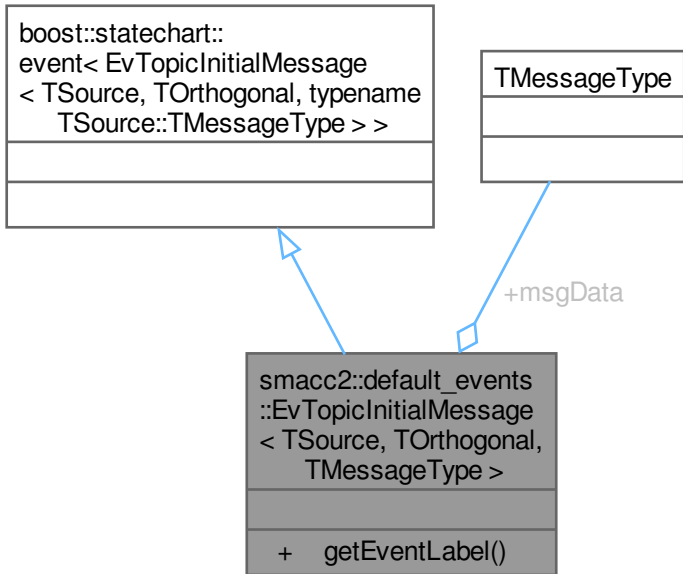 boost::statechart::
event< EvTopicInitialMessage
< TSource, TOrthogonal, typename
TSource::TMessageType > >
TMessageType
+msgData
smacc2::default_events
::EvTopicInitialMessage
< TSource, TOrthogonal,
TMessageType >
+ getEventLabel()